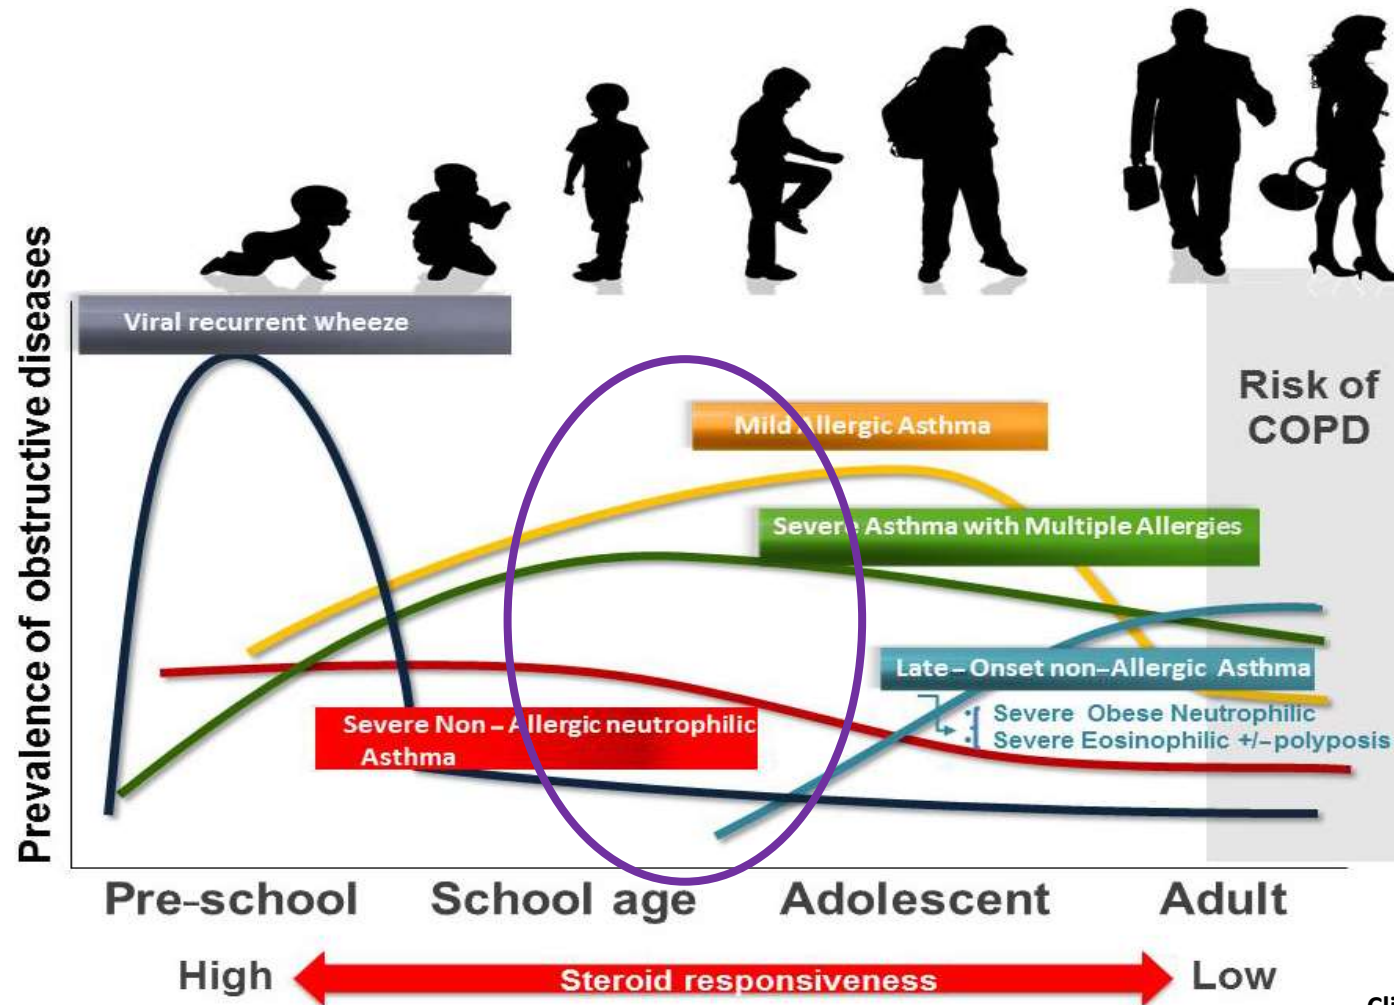 Prevalence of obstructive diseases
Viral recurrent wheeze
Risk of
COPD
Mild Allergic Asthma
Severe Asthma with Multiple Allergies
Late – Onset non–Allergic Asthma
Severe Obese Neutrophilic
Severe Eosinophilic +/– polyposis
Severe Non – Allergic neutrophilic
Asthma
Pre-school School age Adolescent Adult
High Steroid responsiveness Low